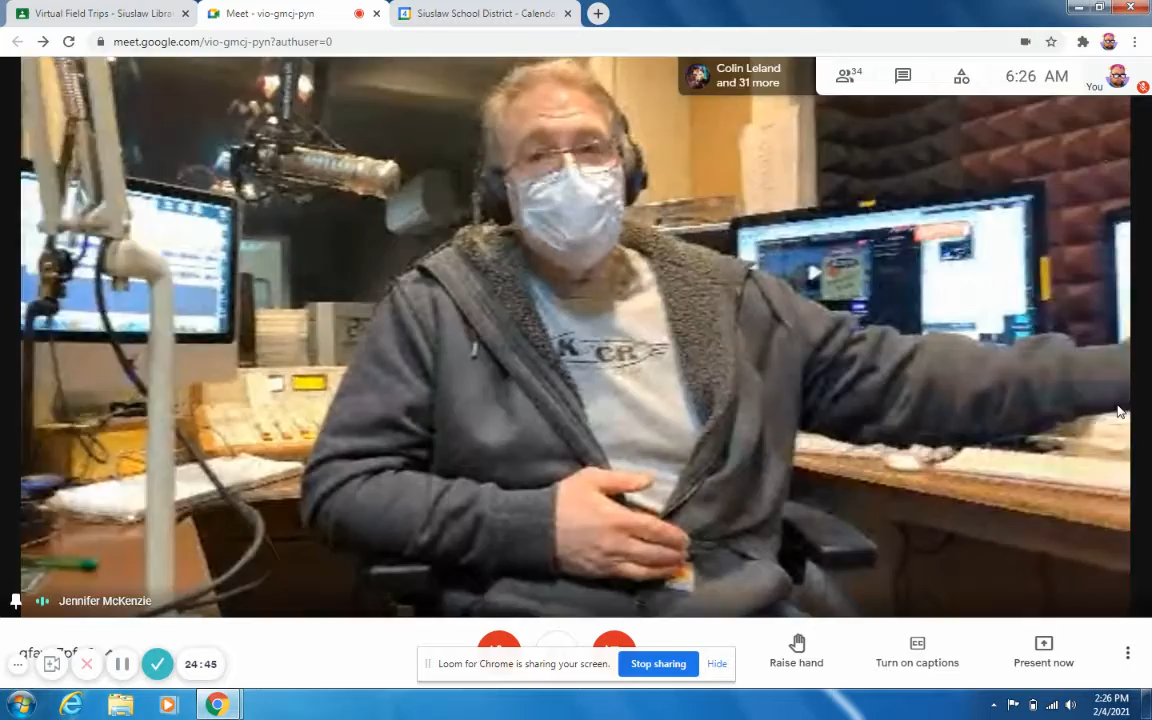 Virtual Field Trips - Siuslaw Libra
Meet - vio-gmcj-pyn
Siuslaw School District - Calenda
meet.google.com/vio-gmcj-pyn?authuser=0
Colin Leland
and 31 more
34
6:26 AM
You
Jennifer McKenzie
24:45
Loom for Chrome is sharing your screen.
Stop sharing
Hide
Raise hand
Turn on captions
Present now
2:26 PM
2/4/2021